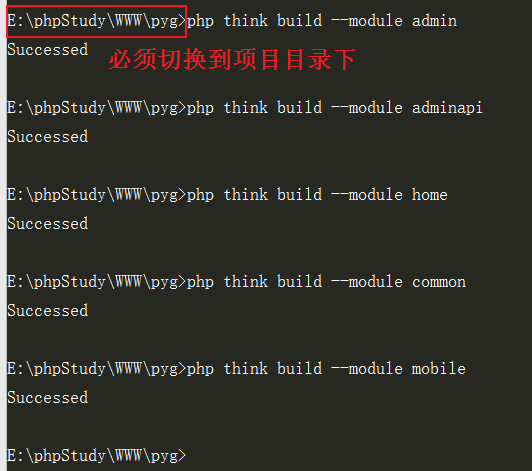 E:\phpStudy\WWW\pyg>php think build --module admin
Successed
必须切换到项目目录下
E:\phpStudy\WWW\pyg>php think build --module adminapi
Successed
E:\phpStudy\WWW\pyg>php think build --module home
Successed
E:\phpStudy\WWW\pyg>php think build --module common
Successed
E:\phpStudy\WWW\pyg>php think build --module mobile
Successed
E:\phpStudy\WWW\pyg>